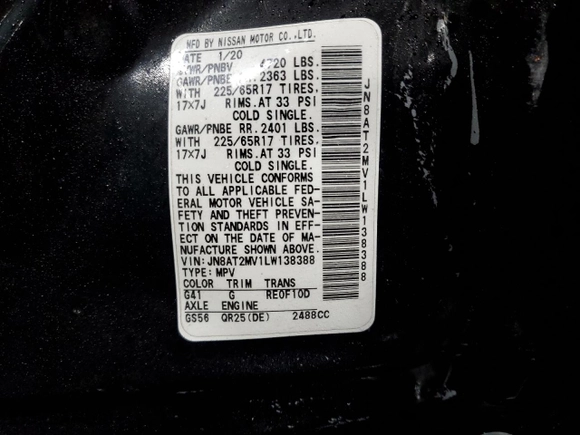 MFD BY NISSAN MOTOR CO.,LTD.
DATE 1/20
GVWR/PNBV 4720 LBS.
GAWR/PNBE 2363 LBS.
WITH 225/65R17 TIRES,
17X7J RIMS.AT 33 PSI
COLD SINGLE.
GAWR/PNBE RR.2401 LBS.
WITH 225/65R17 TIRES,
17X7J RIMS.AT 33 PSI
COLD SINGLE.
THIS VEHICLE CONFORMS
TO ALL APPLICABLE FED-
ERAL MOTOR VEHICLE SA-
FETY AND THEFT PREVEN-
TION STANDARDS IN EFF-
ECT ON THE DATE OF MA-
NUFACTURE SHOWN ABOVE.
VIN:JN8AT2MV1LW138388
TYPE:MPV
COLOR TRIM TRANS
G41 G RE0F10D
AXLE ENGINE
GS56 QR25(DE) 2488CC
JN8AT2MV1LW138388